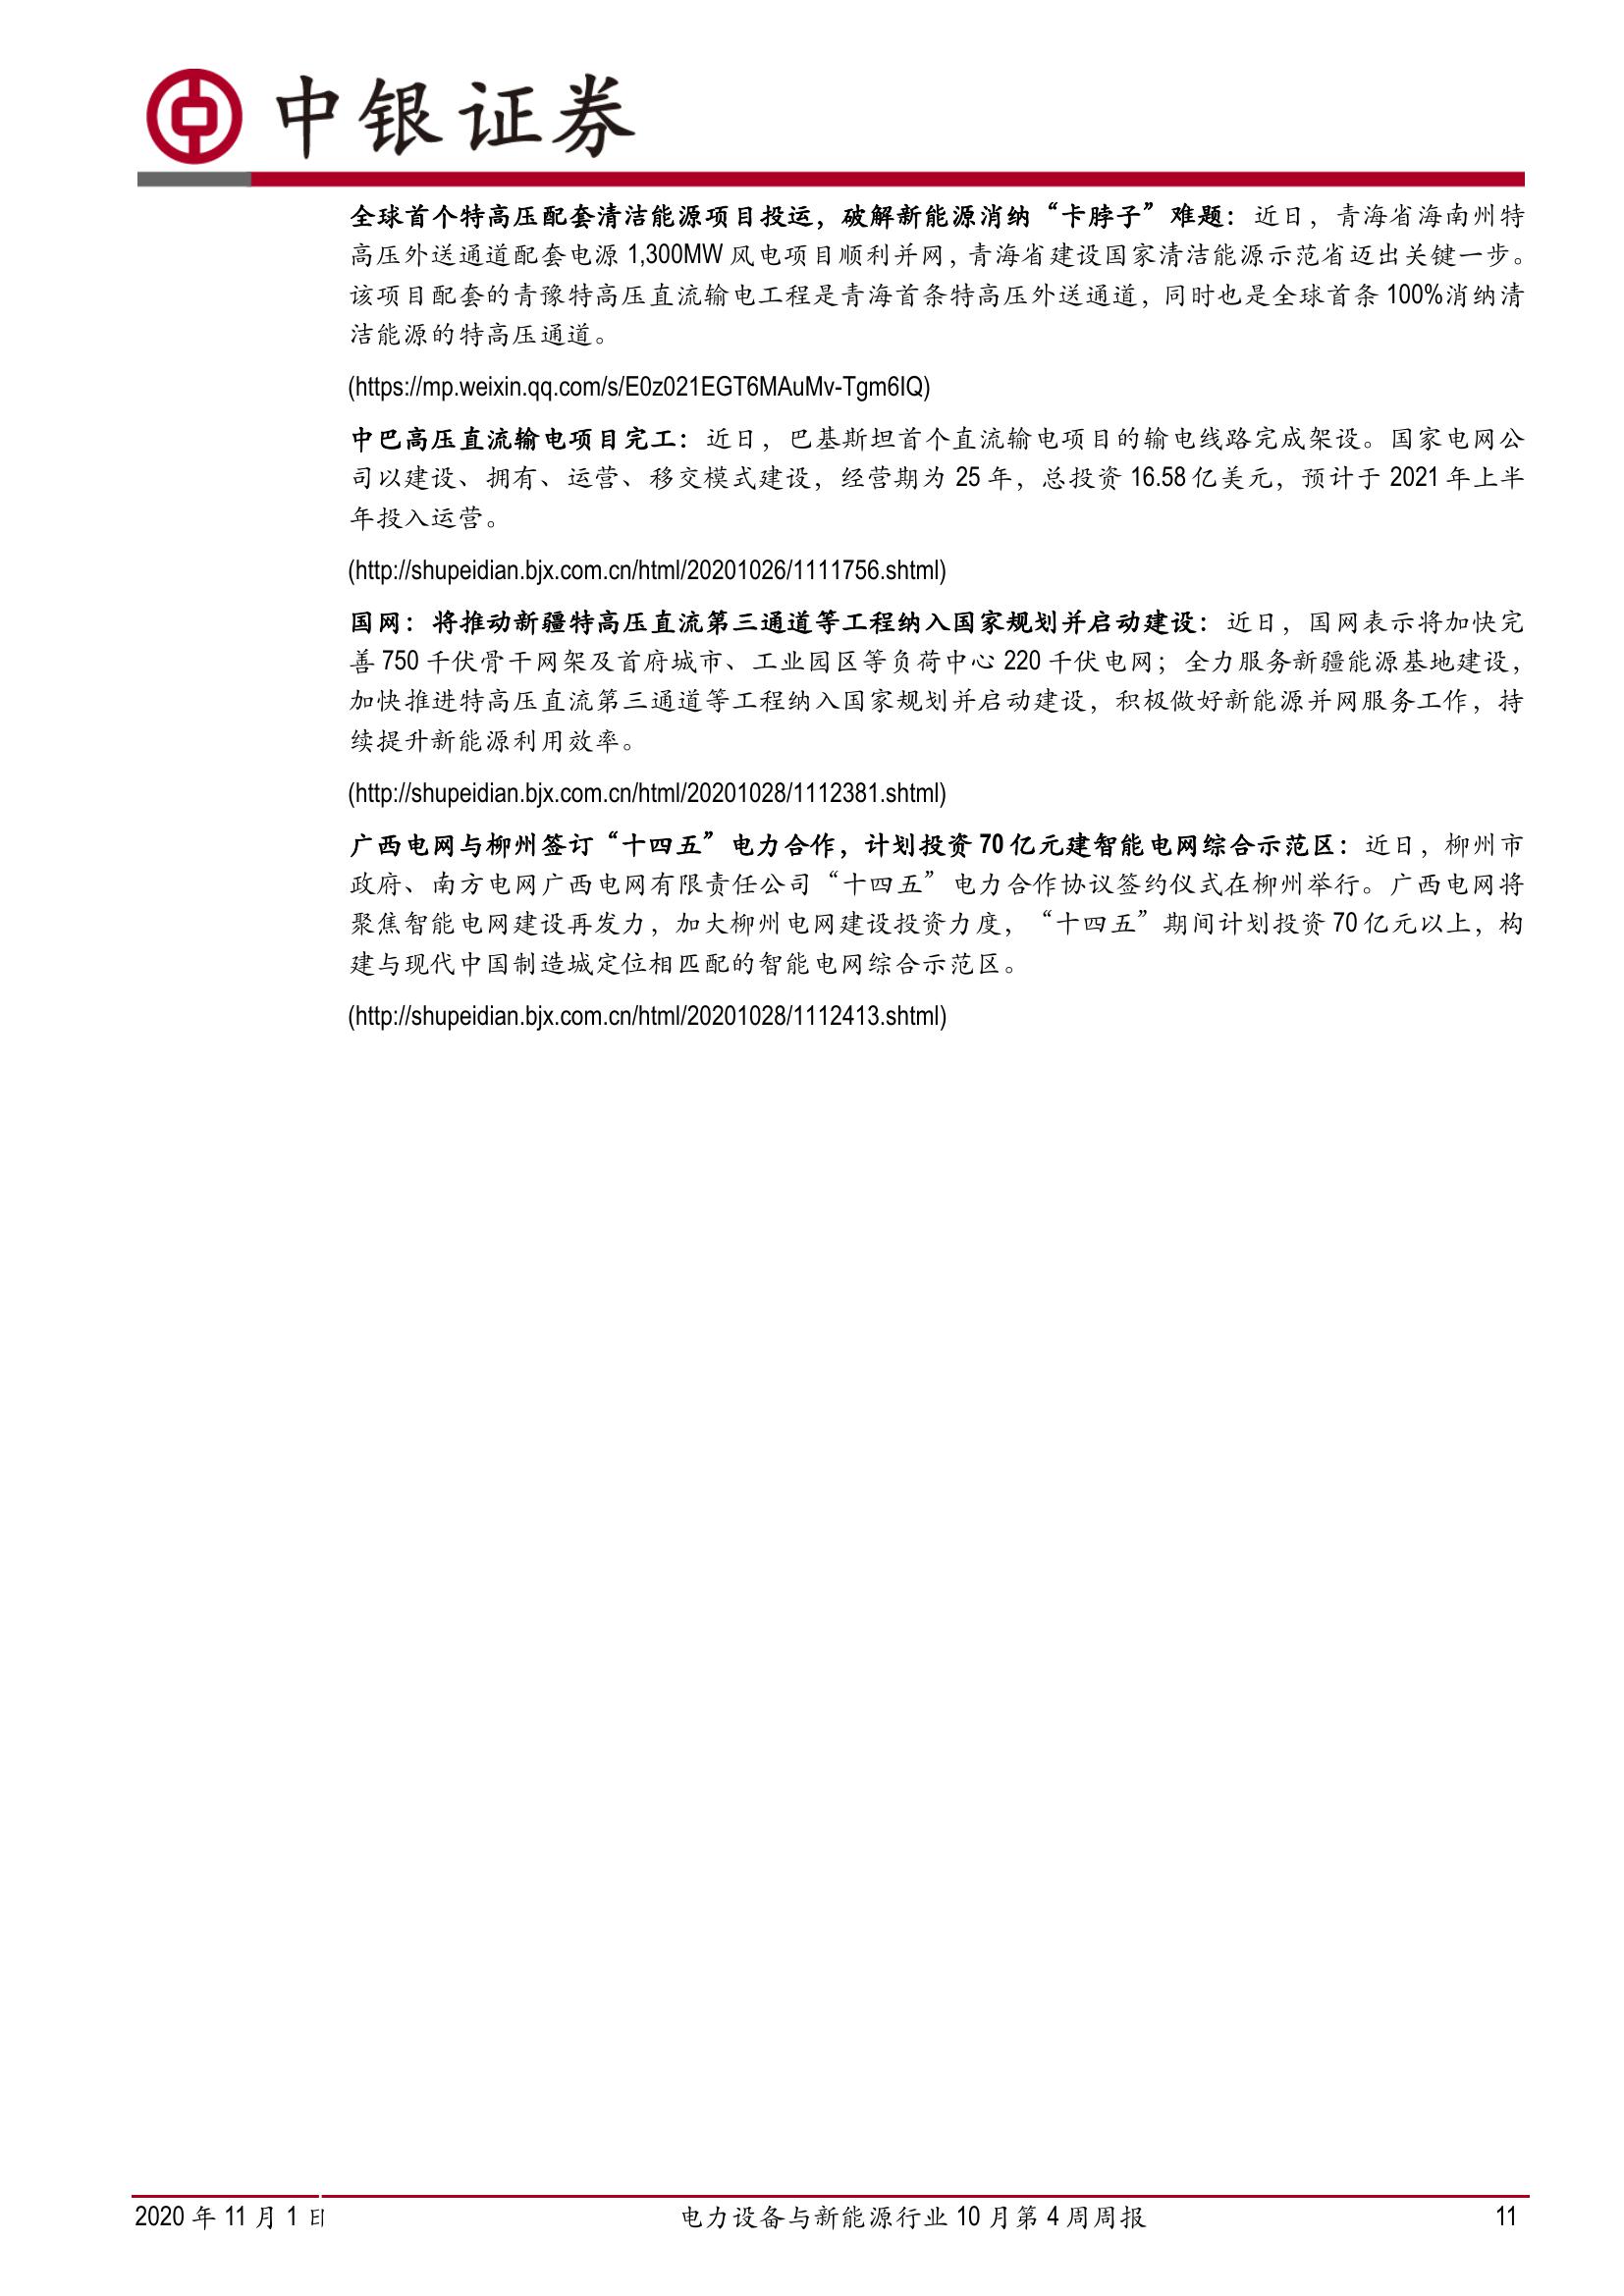 中银证券
全球首个特高压配套清洁能源项目投运，破解新能源消纳“卡脖子”难题：近日，青海省海南州特
高压外送通道配套电源 1,300MW 风电项目顺利并网，青海省建设国家清洁能源示范省迈出关键一步。
该项目配套的青豫特高压直流输电工程是青海首条特高压外送通道，同时也是全球首条 100%消纳清
洁能源的特高压通道。
(https://mp.weixin.qq.com/s/E0z021EGT6MAuMv-Tgm6IQ)
中巴高压直流输电项目完工：近日，巴基斯坦首个直流输电项目的输电线路完成架设。国家电网公
司以建设、拥有、运营、移交模式建设，经营期为 25 年，总投资 16.58 亿美元，预计于 2021 年上半
年投入运营。
(http://shupeidian.bjx.com.cn/html/20201026/1111756.shtml)
国网：将推动新疆特高压直流第三通道等工程纳入国家规划并启动建设：近日，国网表示将加快完
善 750 千伏骨干网架及首府城市、工业园区等负荷中心 220 千伏电网；全力服务新疆能源基地建设，
加快推进特高压直流第三通道等工程纳入国家规划并启动建设，积极做好新能源并网服务工作，持
续提升新能源利用效率。
(http://shupeidian.bjx.com.cn/html/20201028/1112381.shtml)
广西电网与柳州签订“十四五”电力合作，计划投资 70 亿元建智能电网综合示范区：近日，柳州市
政府、南方电网广西电网有限责任公司“十四五”电力合作协议签约仪式在柳州举行。广西电网将
聚焦智能电网建设再发力，加大柳州电网建设投资力度，“十四五”期间计划投资 70 亿元以上，构
建与现代中国制造城定位相匹配的智能电网综合示范区。
(http://shupeidian.bjx.com.cn/html/20201028/1112413.shtml)
2020 年 11 月 1 日 电力设备与新能源行业 10 月第 4 周周报 11